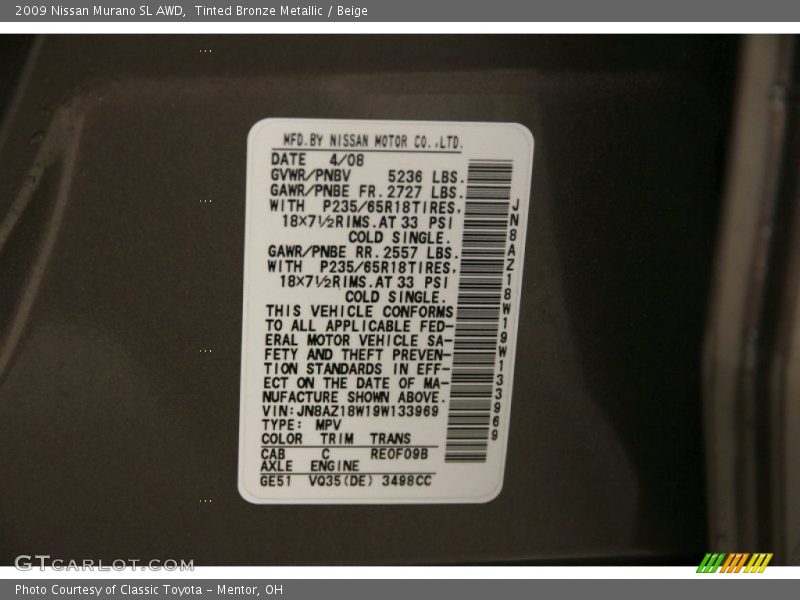 2009 Nissan Murano SL AWD,  Tinted Bronze Metallic / Beige
MFD.BY NISSAN MOTOR CO.,LTD.
DATE 4/08
GVWR/PNBV 5236 LBS.
GAWR/PNBE FR. 2727 LBS.
WITH P235/65R18TIRES.
18×7½RIMS.AT 33 PSI
COLD SINGLE.
GAWR/PNBE RR. 2557 LBS.
WITH P235/65R18TIRES.
18×7½RIMS.AT 33 PSI
COLD SINGLE.
THIS VEHICLE CONFORMS
TO ALL APPLICABLE FED-
ERAL MOTOR VEHICLE SA-
FETY AND THEFT PREVEN-
TION STANDARDS IN EFF-
ECT ON THE DATE OF MA-
NUFACTURE SHOWN ABOVE.
VIN:JN8AZ18W19W133969
TYPE: MPV
COLOR TRIM TRANS
CAB C RE0F09B
AXLE ENGINE
GE51 VQ35(DE) 3498CC
JN8AZ18W19W133969
GTCARLOT.COM
Photo Courtesy of Classic Toyota - Mentor, OH